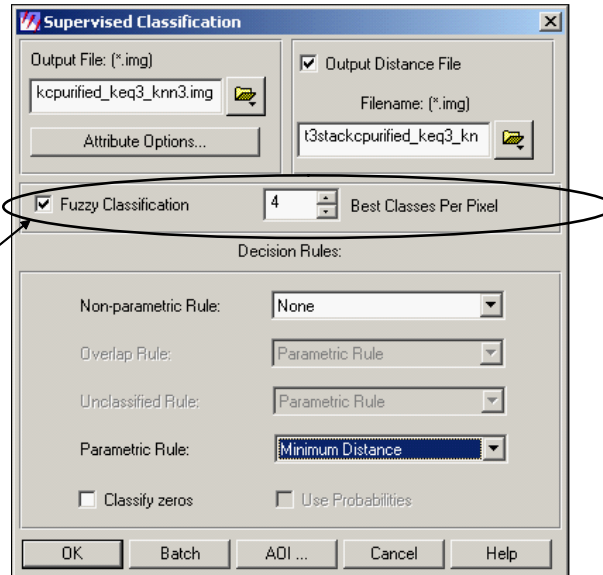 Supervised Classification
Output File: (*.img)
kcpurified_keq3_knn3.img
Attribute Options...
Output Distance File
Filename: (*.img)
t3stackcpurified_keq3_kn
Fuzzy Classification
4
Best Classes Per Pixel
Decision Rules:
Non-parametric Rule:
None
Overlap Rule:
Parametric Rule
Unclassified Rule:
Parametric Rule
Parametric Rule:
Minimum Distance
Classify zeros
Use Probabilities
OK
Batch
AOI ...
Cancel
Help